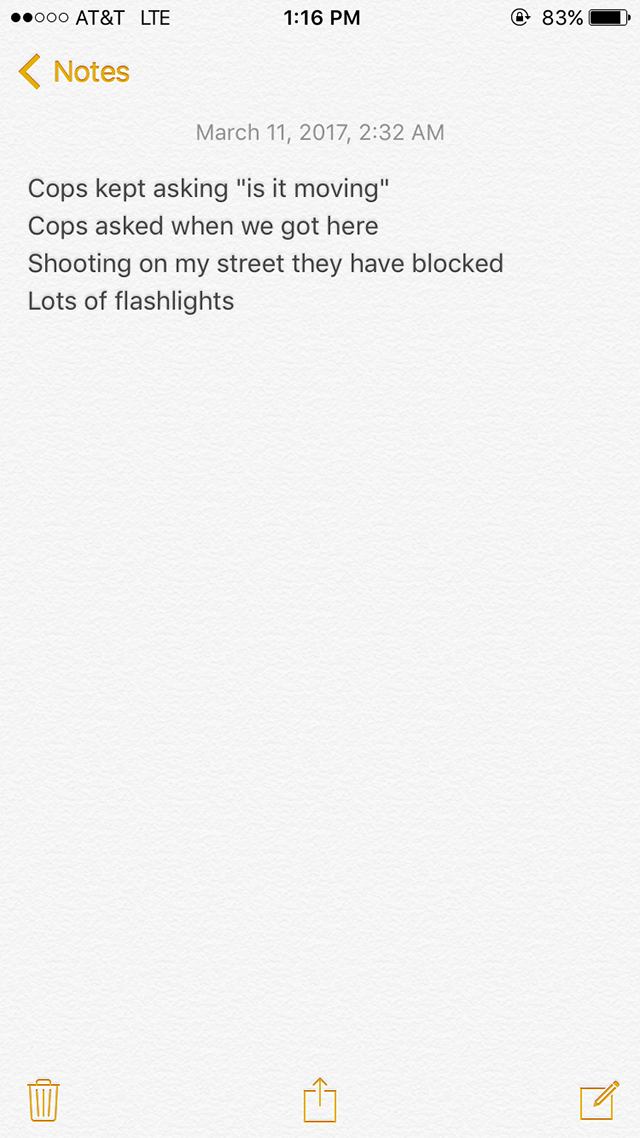 AT&T LTE 1:16 PM 83%
Notes
March 11, 2017, 2:32 AM
Cops kept asking "is it moving"
Cops asked when we got here
Shooting on my street they have blocked
Lots of flashlights